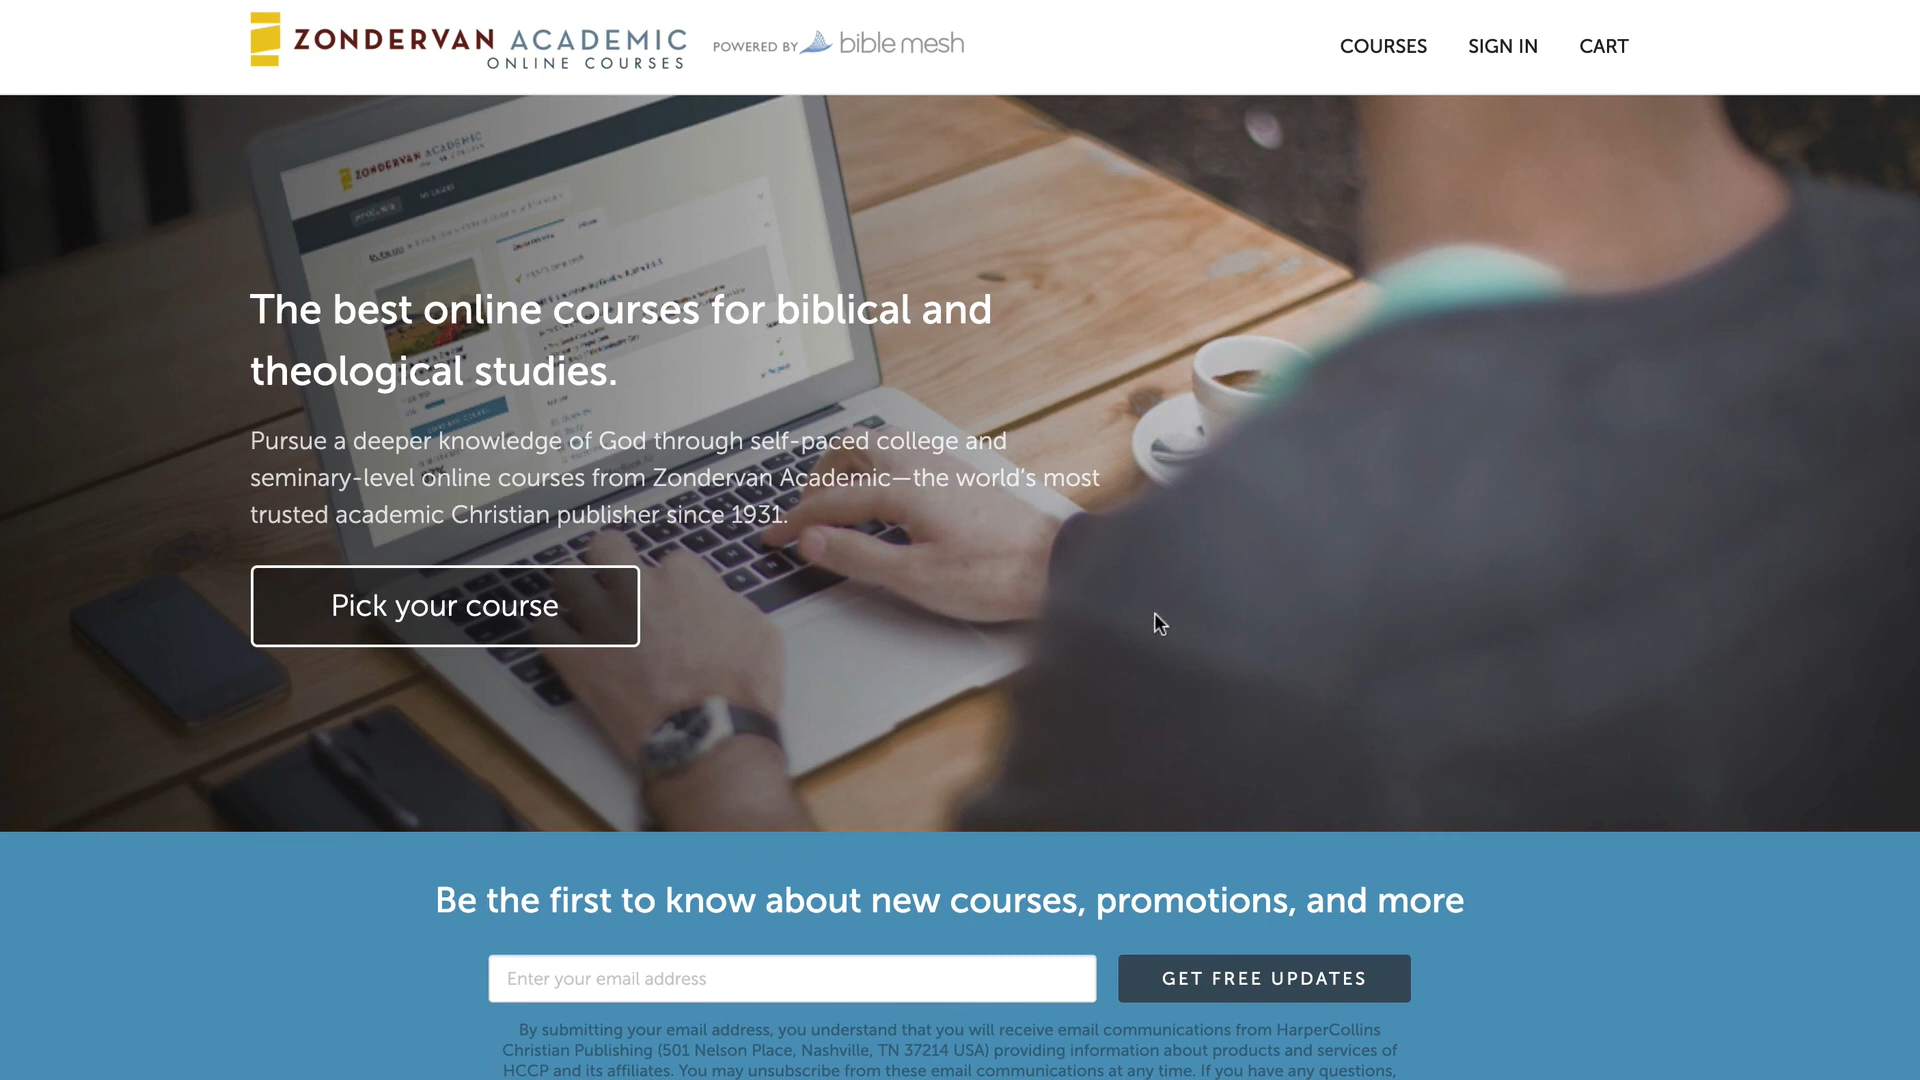 ZONDERVAN ACADEMIC
ONLINE COURSES
POWERED BY bible mesh
COURSES SIGN IN CART
ZONDERVAN ACADEMIC
The best online courses for biblical and
theological studies.
Pursue a deeper knowledge of God through self-paced college and
seminary-level online courses from Zondervan Academic—the world's most
trusted academic Christian publisher since 1931.
Pick your course
Be the first to know about new courses, promotions, and more
Enter your email address
GET FREE UPDATES
By submitting your email address, you understand that you will receive email communications from HarperCollins
Christian Publishing (501 Nelson Place, Nashville, TN 37214 USA) providing information about products and services of
HCCP and its affiliates. You may unsubscribe from these email communications at any time. If you have any questions,